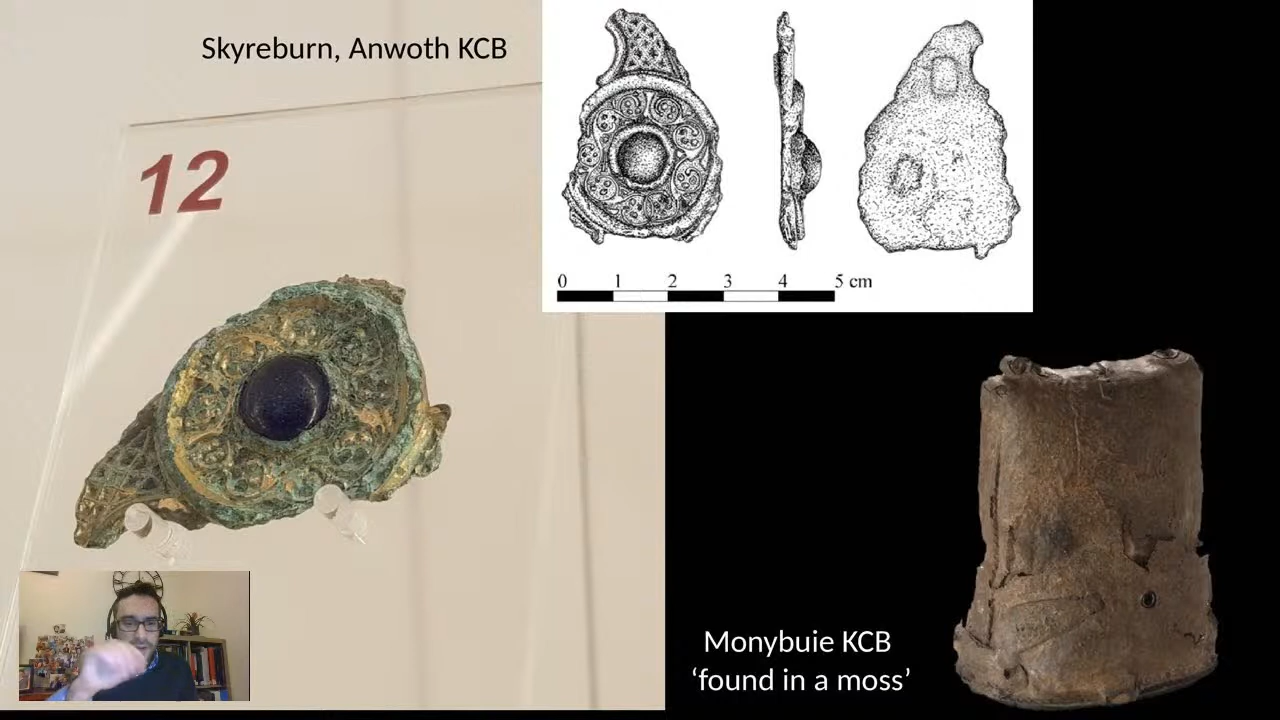 Skyreburn, Anwoth KCB
12
0 1 2 3 4 5 cm
Monybuie KCB
‘found in a moss’